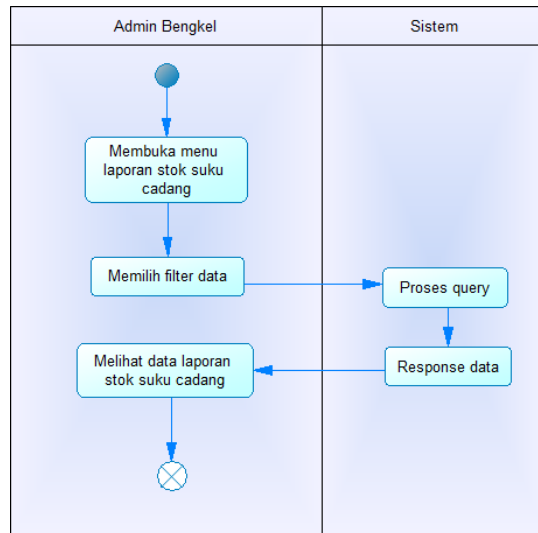 Admin Bengkel
Sistem
Membuka menu
laporan stok suku
cadang
Memilih filter data
Proses query
Response data
Melihat data laporan
stok suku cadang